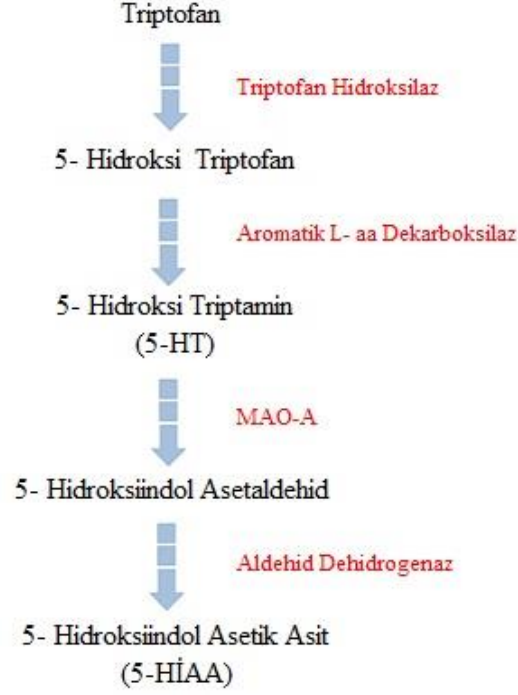 Triptofan
Triptofan Hidroksilaz
5- Hidroksi Triptofan
Aromatik L- aa Dekarboksilaz
5- Hidroksi Triptamin
(5-HT)
MAO-A
5- Hidroksiindol Asetaldehid
Aldehid Dehidrogenaz
5- Hidroksiindol Asetik Asit
(5-HİAA)